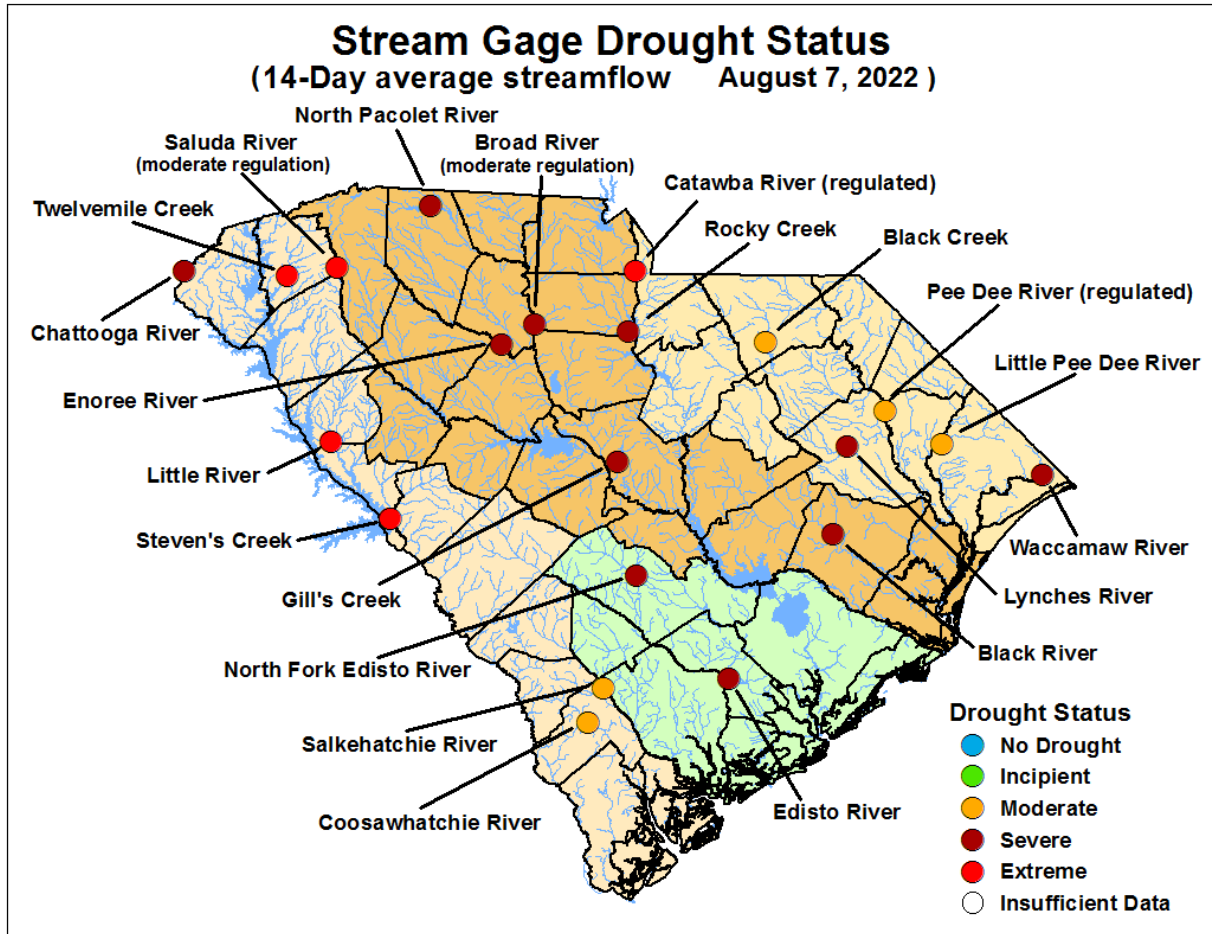 Stream Gage Drought Status
(14-Day average streamflow August 7, 2022 )
North Pacolet River
Saluda River
(moderate regulation)
Broad River
(moderate regulation)
Catawba River (regulated)
Twelvemile Creek
Rocky Creek
Black Creek
Pee Dee River (regulated)
Chattooga River
Little Pee Dee River
Enoree River
Little River
Steven's Creek
Waccamaw River
Gill's Creek
Lynches River
North Fork Edisto River
Black River
Salkehatchie River
Coosawhatchie River
Edisto River
Drought Status
No Drought
Incipient
Moderate
Severe
Extreme
Insufficient Data